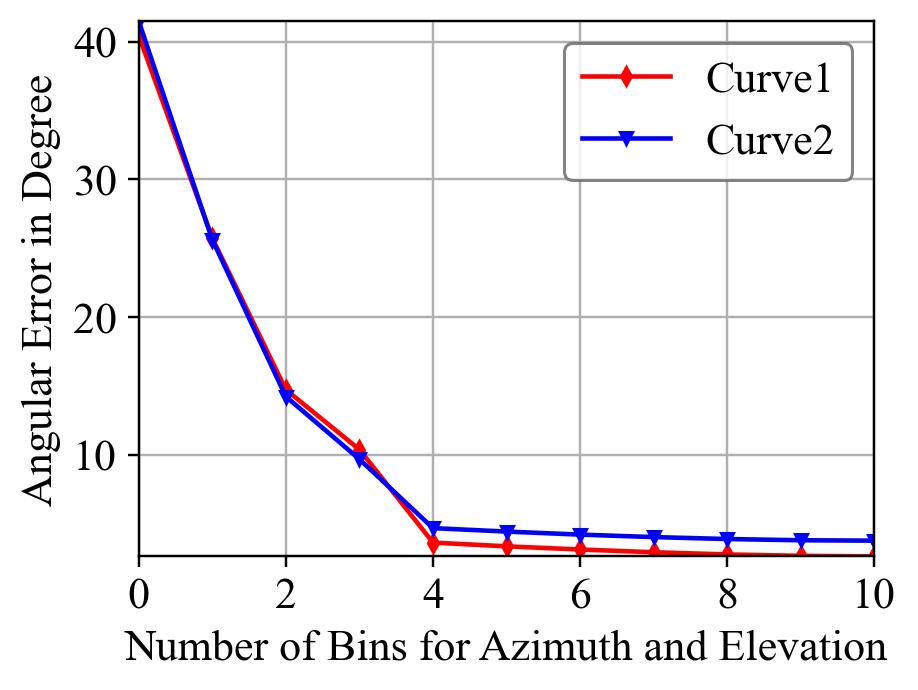 40
30
20
10
Angular Error in Degree
Curve1
Curve2
0 2 4 6 8 10
Number of Bins for Azimuth and Elevation